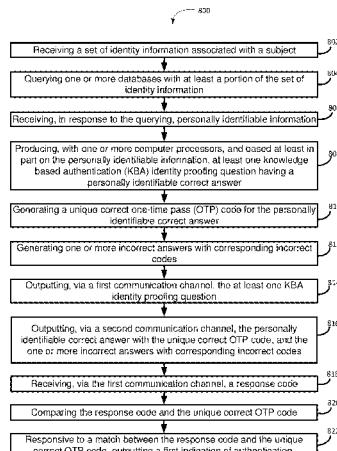 800
Receiving a set of identity information associated with a subject
802
Querying one or more databases with at least a portion of the set of
identity information
804
Receiving, in response to the querying, personally identifiable information
Producing, with one or more computer processors, and based at least in
part on the personally identifiable information, at least one knowledge
based authentication (KBA) identity proofing question having a
personally identifiable correct answer
Generating a unique correct one-time pass (OTP) code for the personally
identifiable correct answer
Generating one or more incorrect answers with corresponding incorrect
codes
Outputting, via a first communication channel, the at least one KBA
identity proofing question
Outputting, via a second communication channel, the personally
identifiable correct answer with the unique correct OTP code, and the
one or more incorrect answers with corresponding incorrect codes
816
Receiving, via the first communication channel, a response code
818
Comparing the response code and the unique correct OTP code
820
Responsive to a match between the response code and the unique
822
correct OTP code, outputting a first indication of authentication